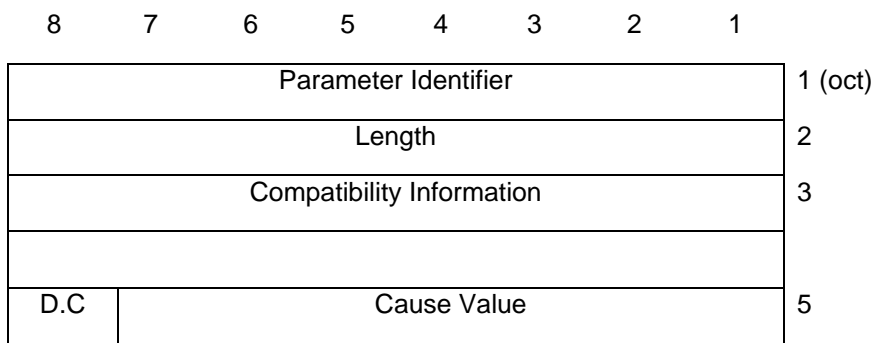 8 7 6 5 4 3 2 1
Parameter Identifier 1 (oct)
Length 2
Compatibility Information 3
D.C Cause Value 5